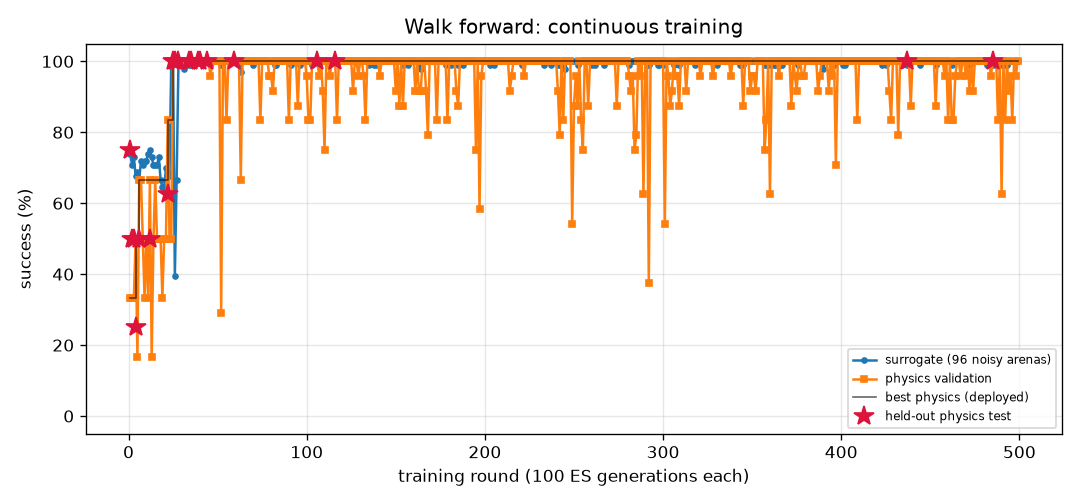 Walk forward: continuous training
success (%)
100
80
60
40
20
0
0 100 200 300 400 500
training round (100 ES generations each)
surrogate (96 noisy arenas)
physics validation
best physics (deployed)
held-out physics test